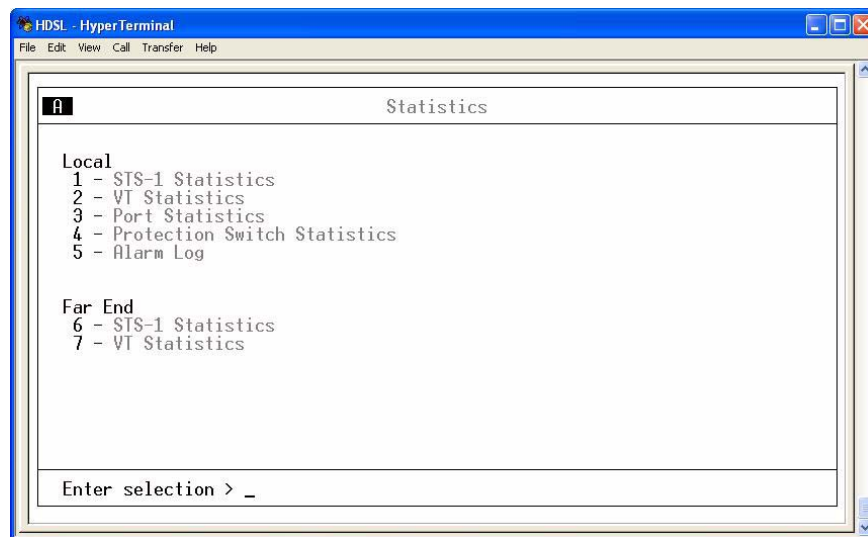 HDSL - HyperTerminal
File Edit View Call Transfer Help
A Statistics
Local
1 - STS-1 Statistics
2 - VT Statistics
3 - Port Statistics
4 - Protection Switch Statistics
5 - Alarm Log
Far End
6 - STS-1 Statistics
7 - VT Statistics
Enter selection > _